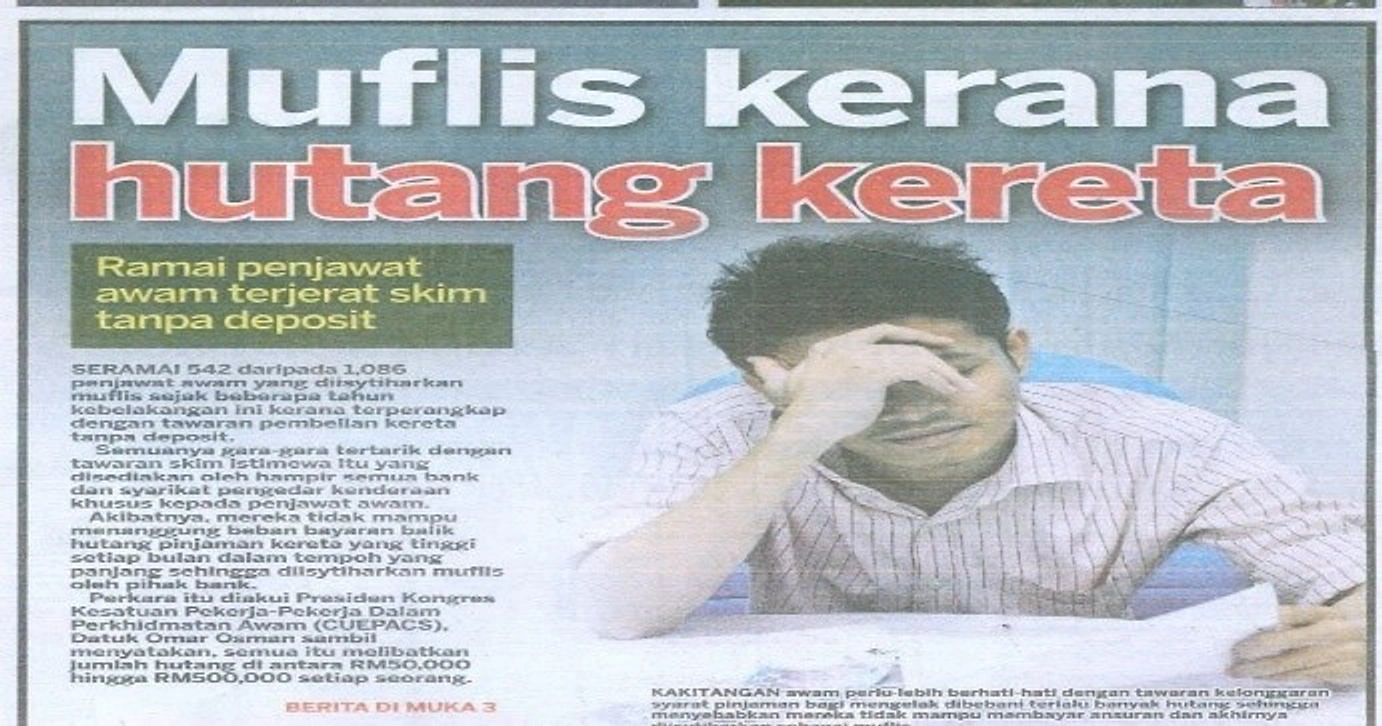 Muflis kerana
hutang kereta
Ramai penjawat
awam terjerat skim
tanpa deposit
SERAMAI 542 daripada 1,086
penjawat awam yang diisytiharkan
muflis sejak beberapa tahun
kebelakangan ini kerana terperangkap
dengan tawaran pembelian kereta
tanpa deposit.
Semuanya gara-gara tertarik dengan
tawaran skim istimewa itu yang
disediakan oleh hampir semua bank
dan syarikat pengedar kenderaan
khusus kepada penjawat awam.
Akibatnya, mereka tidak mampu
menanggung beban bayaran balik
hutang pinjaman kereta yang tinggi
setiap bulan dalam tempoh yang
panjang sehingga diisytiharkan muflis
oleh pihak bank.
Perkara itu diakui Presiden Kongres
Kesatuan Pekerja-Pekerja Dalam
Perkhidmatan Awam (CUEPACS),
Datuk Omar Osman sambil
menyatakan, semua itu melibatkan
jumlah hutang di antara RM50,000
hingga RM500,000 setiap seorang.
BERITA DI MUKA 3
KAKITANGAN awam perlu lebih berhati-hati dengan tawaran kelonggaran
syarat pinjaman bagi mengelak dibebani terlalu banyak hutang sehingga
menyebabkan mereka tidak mampu membayar ansuran dan akhirnya